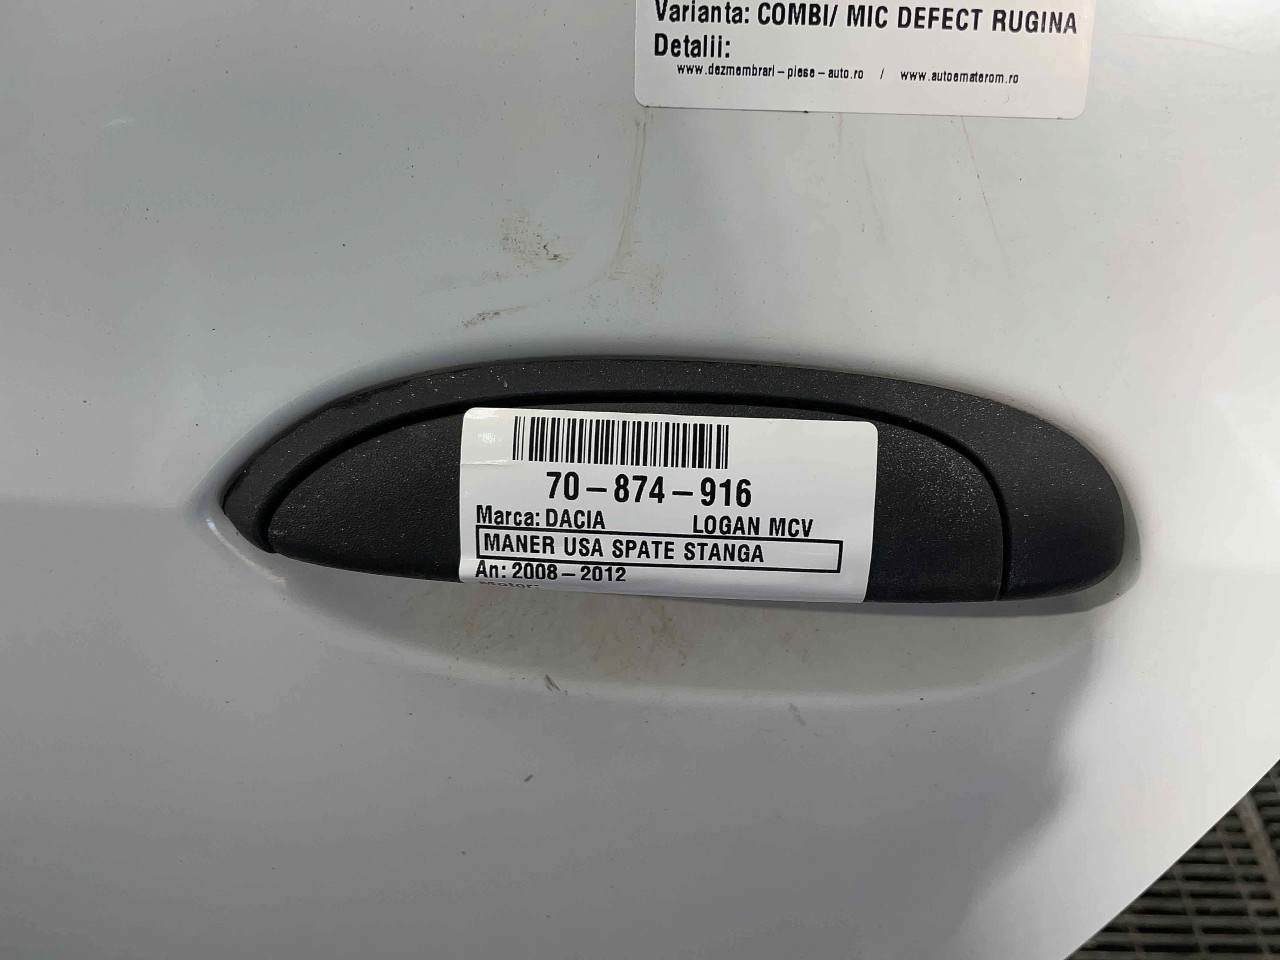 Varianta: COMBI/ MIC DEFECT RUGINA
Detalii:
www.dezmembrari-piese-auto.ro / www.autoematerom.ro
70-874-916
Marca: DACIA LOGAN MCV
MANER USA SPATE STANGA
An: 2008-2012
Motor: